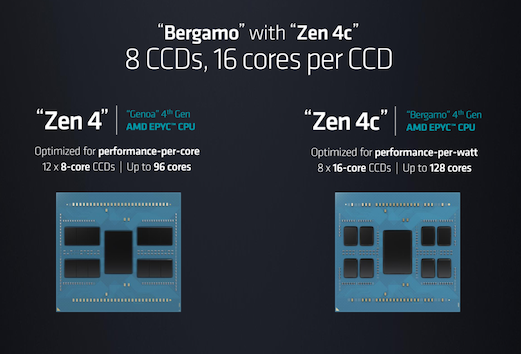 “Bergamo” with “Zen 4c”
8 CCDs, 16 cores per CCD
“Zen 4”
“Genoa” 4th Gen
AMD EPYC™ CPU
Optimized for performance-per-core
12 x 8-core CCDs | Up to 96 cores
“Zen 4c”
“Bergamo” 4th Gen
AMD EPYC™ CPU
Optimized for performance-per-watt
8 x 16-core CCDs | Up to 128 cores